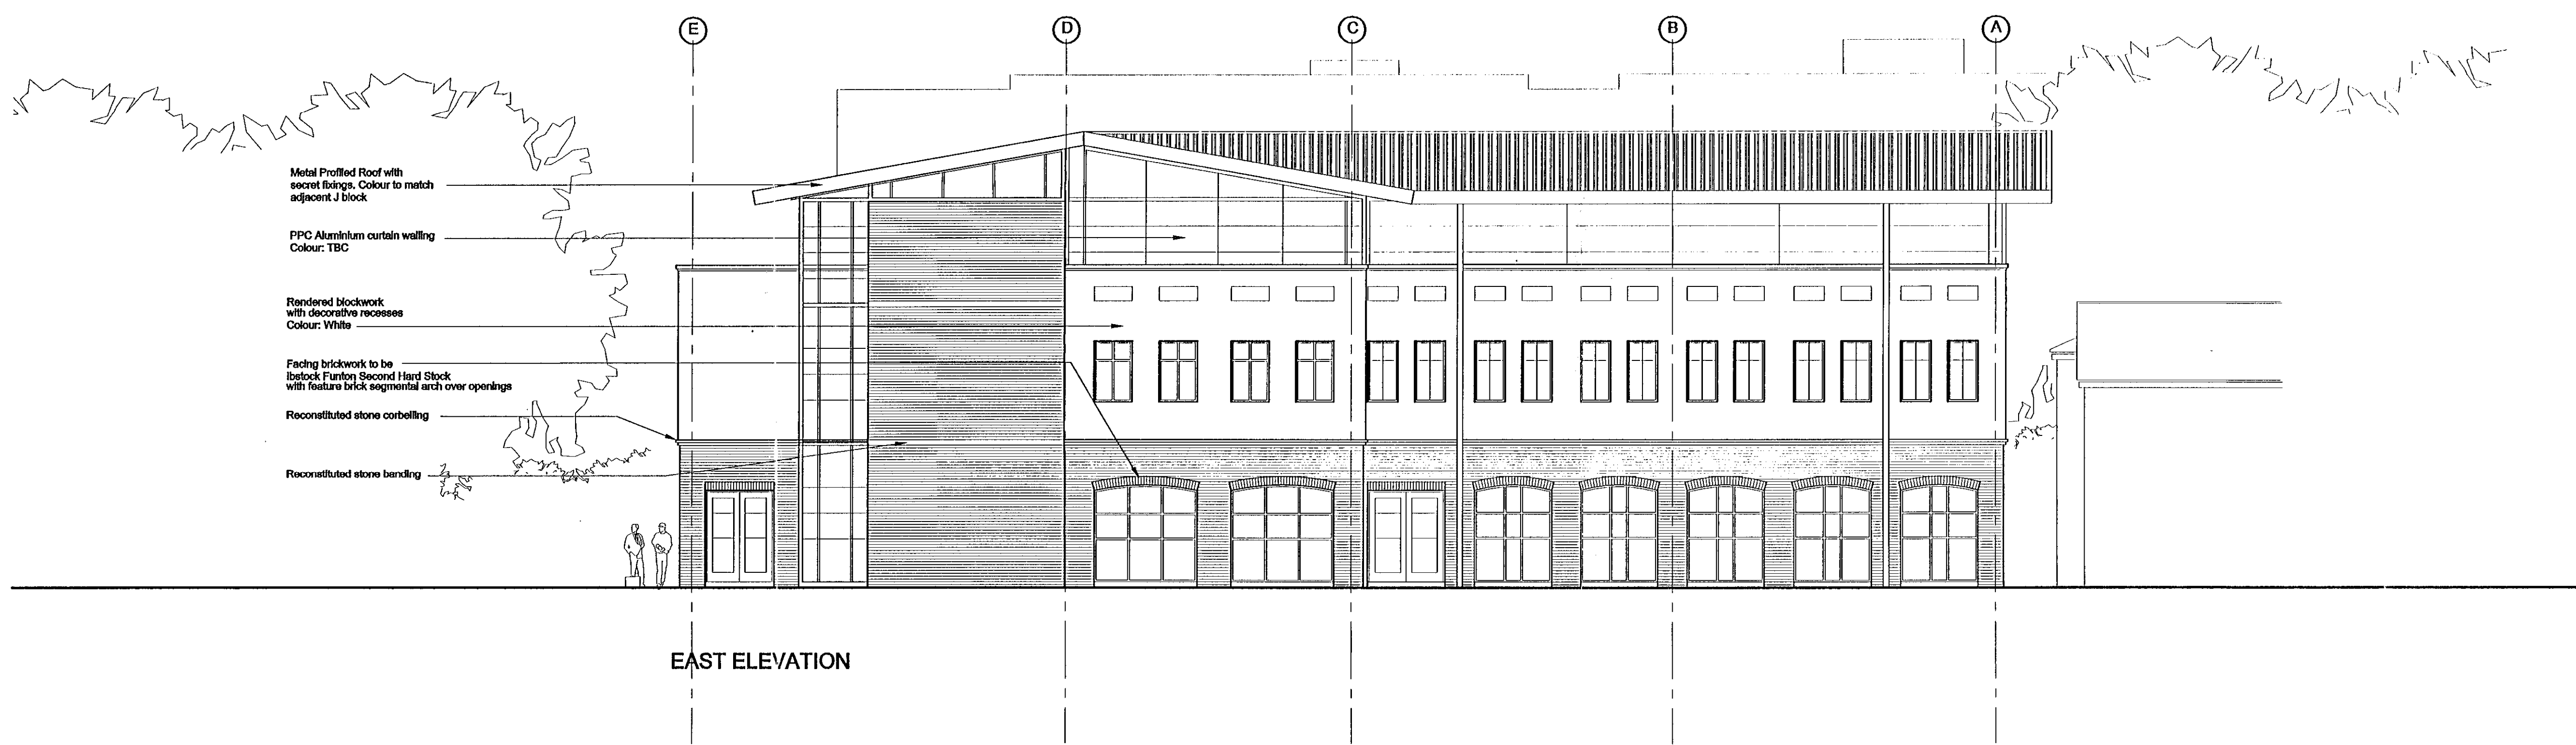 E D C B A
Metal Profiled Roof with
secret fixings. Colour to match
adjacent J block
PPC Aluminium curtain walling
Colour: TBC
Rendered blockwork
with decorative recesses
Colour: White
Facing brickwork to be
Ibstock Funton Second Hard Stock
with feature brick segmental arch over openings
Reconstituted stone corbelling
Reconstituted stone banding
EAST ELEVATION